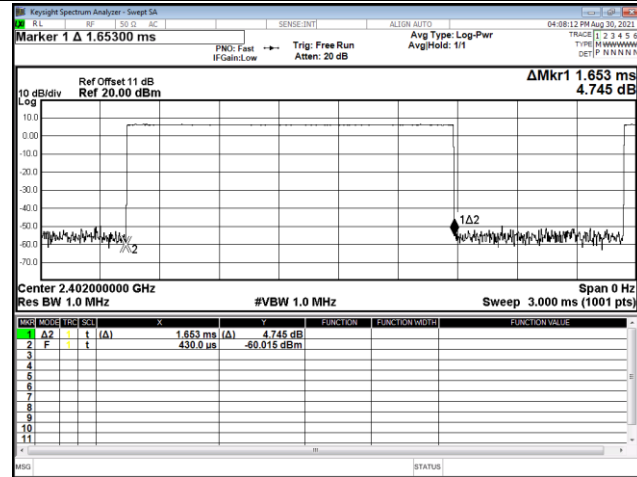 Keysight Spectrum Analyzer - Swept SA
RL RF 50 Ω AC SENSE:INT ALIGN AUTO 04:08:12 PM Aug 30, 2021
Marker 1 Δ 1.65300 ms
PNO: Fast
IFGain:Low
Trig: Free Run
Atten: 20 dB
Avg Type: Log-Pwr
Avg|Hold: 1/1
TRACE 1 2 3 4 5 6
TYPE MWWWWW
DET P NNNNN
Ref Offset 11 dB
10 dB/div Ref 20.00 dBm
Log
ΔMkr1 1.653 ms
4.745 dB
10.0
0.00
-10.0
-20.0
-30.0
-40.0
-50.0
-60.0
-70.0
1Δ2
2
Center 2.402000000 GHz Span 0 Hz
Res BW 1.0 MHz #VBW 1.0 MHz Sweep 3.000 ms (1001 pts)
MKR MODE TRC SCL X Y FUNCTION FUNCTION WIDTH FUNCTION VALUE
1 Δ2 1 t (Δ) 1.653 ms (Δ) 4.745 dB
2 F 1 t 430.0 µs -60.015 dBm
3
4
5
6
7
8
9
10
11
MSG STATUS